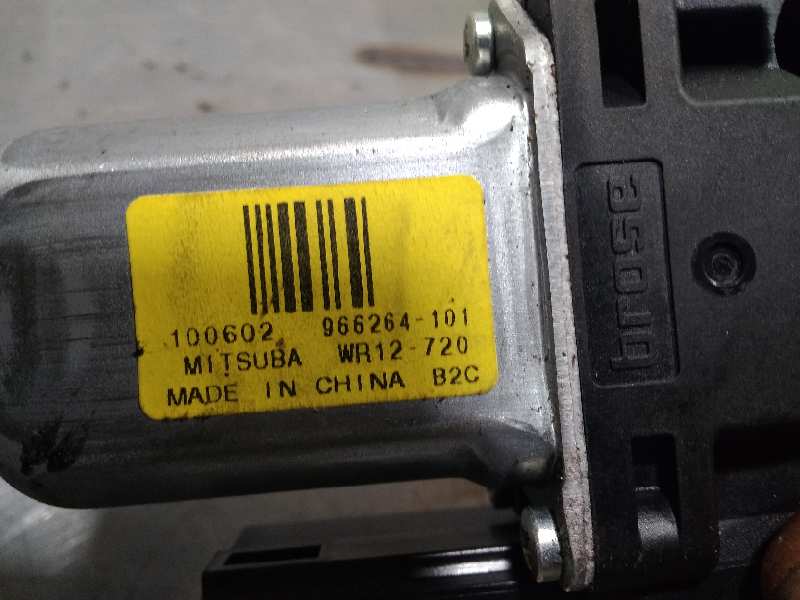 100602 966264-101
MITSUBA WR12-720
MADE IN CHINA B2C
brose